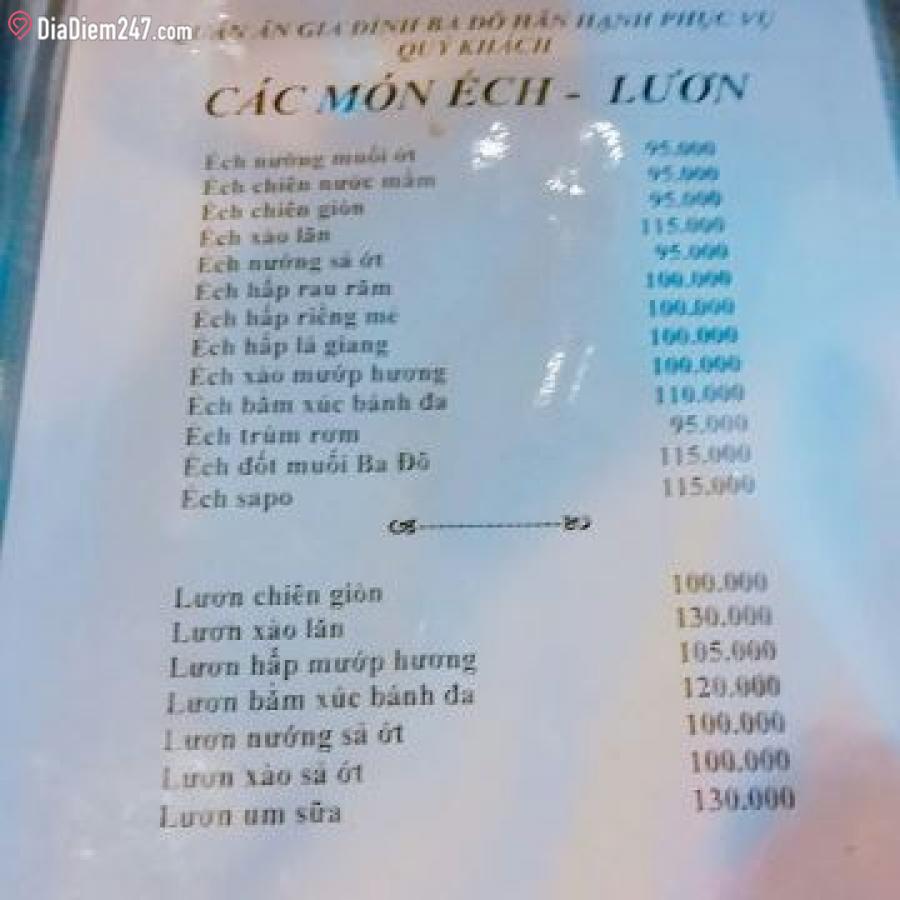 DiaDiem247.com
QUÁN ĂN GIA ĐÌNH BA ĐÔ HÂN HẠNH PHỤC VỤ
QUÝ KHÁCH
CÁC MÓN ẾCH - LƯƠN
Ếch nướng muối ớt 95.000
Ếch chiên nước mắm 95.000
Ếch chiên giòn 95.000
Ếch xào lăn 115.000
Ếch nướng sả ớt 95.000
Ếch hấp rau răm 100.000
Ếch hấp riềng mẻ 100.000
Ếch hấp lá giang 100.000
Ếch xào mướp hương 100.000
Ếch bằm xúc bánh đa 110.000
Ếch trùm rơm 95.000
Ếch đốt muối Ba Đô 115.000
Ếch sapo 115.000
Lươn chiên giòn 100.000
Lươn xào lăn 130.000
Lươn hấp mướp hương 105.000
Lươn bằm xúc bánh đa 120.000
Lươn nướng sả ớt 100.000
Lươn xào sả ớt 100.000
Lươn um sữa 130.000